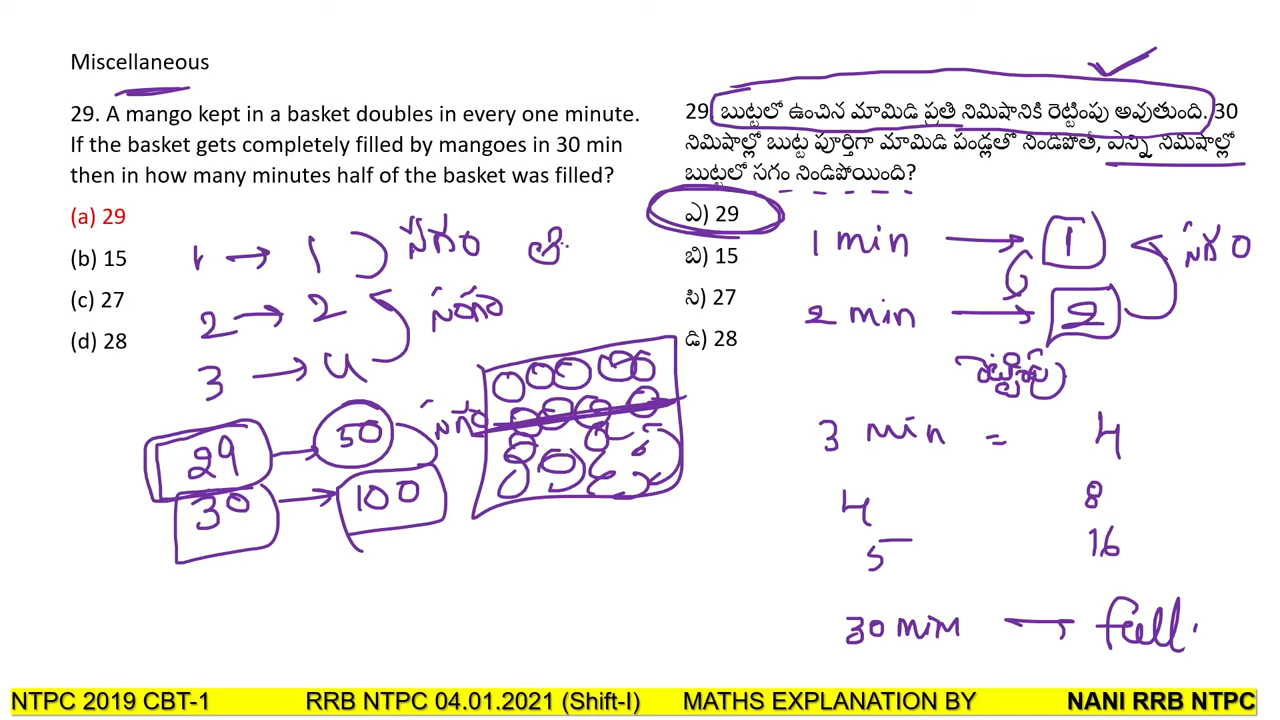 Miscellaneous
29. A mango kept in a basket doubles in every one minute.
If the basket gets completely filled by mangoes in 30 min
then in how many minutes half of the basket was filled?
(a) 29
(b) 15
(c) 27
(d) 28
1 → 1 సగం
2 → 2 సగం
3 → 4
29 → 50 సగం
30 → 100
29 బుట్టలో ఉంచిన మామిడి ప్రతి నిమిషానికి రెట్టింపు అవుతుంది. 30
నిమిషాల్లో బుట్ట పూర్తిగా మామిడి పండ్లతో నిండిపోతే, ఎన్ని నిమిషాల్లో
బుట్టలో సగం నిండిపోయింది?
ఎ) 29
బి) 15
సి) 27
డి) 28
1 min → 1 సగం
2 min → 2
రెట్టింపు
3 min = 4
4 8
5 16
30 min → full.
NTPC 2019 CBT-1 RRB NTPC 04.01.2021 (Shift-I) MATHS EXPLANATION BY NANI RRB NTPC